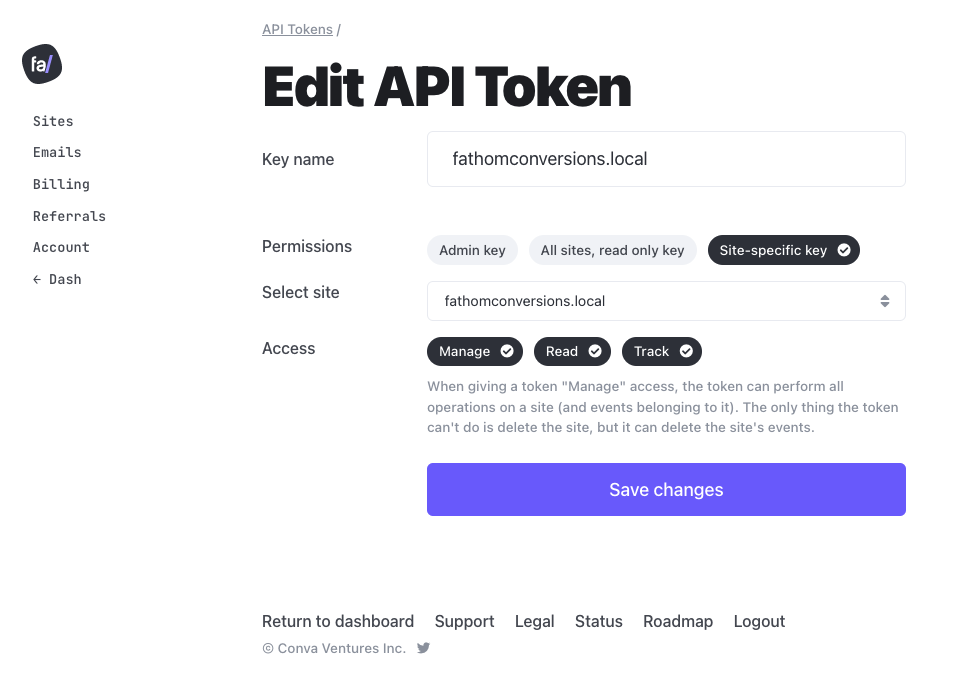 API Tokens /
fa/
Edit API Token
Sites
Emails
Billing
Referrals
Account
← Dash
Key name
fathomconversions.local
Permissions
Admin key
All sites, read only key
Site-specific key
Select site
fathomconversions.local
Access
Manage
Read
Track
When giving a token "Manage" access, the token can perform all
operations on a site (and events belonging to it). The only thing the token
can't do is delete the site, but it can delete the site's events.
Save changes
Return to dashboard Support Legal Status Roadmap Logout
© Conva Ventures Inc.